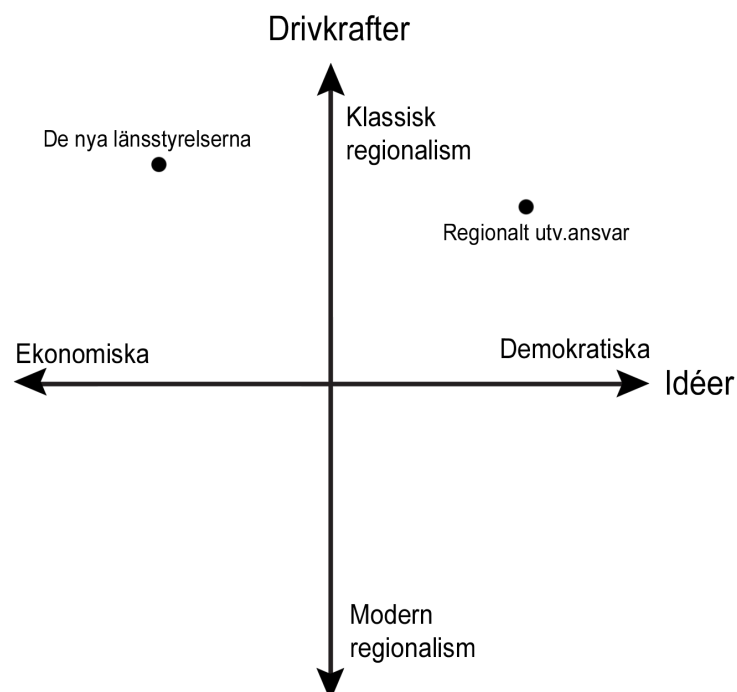 Drivkrafter
Klassisk
regionalism
De nya länsstyrelserna
Regionalt utv.ansvar
Ekonomiska
Demokratiska
Idéer
Modern
regionalism